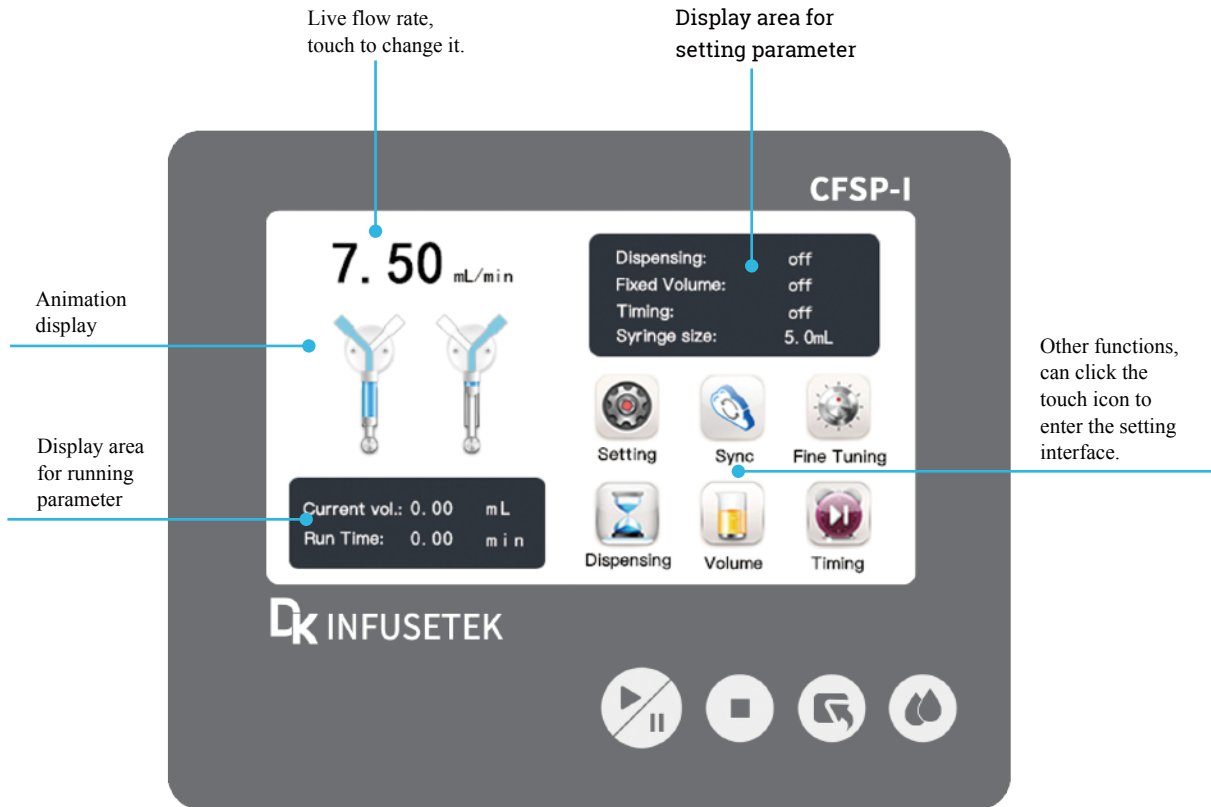 Live flow rate,
touch to change it.
Display area for
setting parameter
CFSP-I
7.50 mL/min
Dispensing: off
Fixed Volume: off
Timing: off
Syringe size: 5.0mL
Animation
display
Other functions,
can click the
touch icon to
enter the setting
interface.
Display area
for running
parameter
Setting Sync Fine Tuning
Current vol.: 0.00 mL
Run Time: 0.00 min
Dispensing Volume Timing
DK INFUSETEK